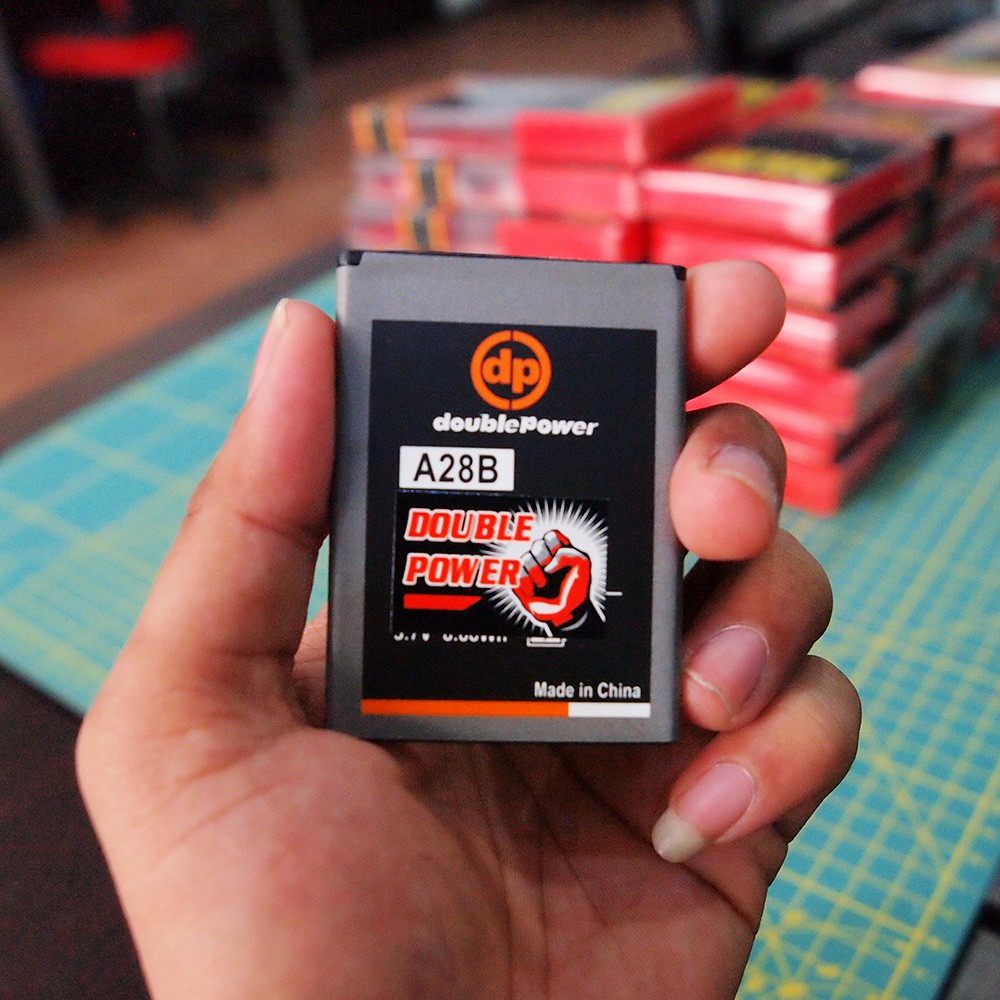 dp
doublepower
A28B
DOUBLE
POWER
Made in China